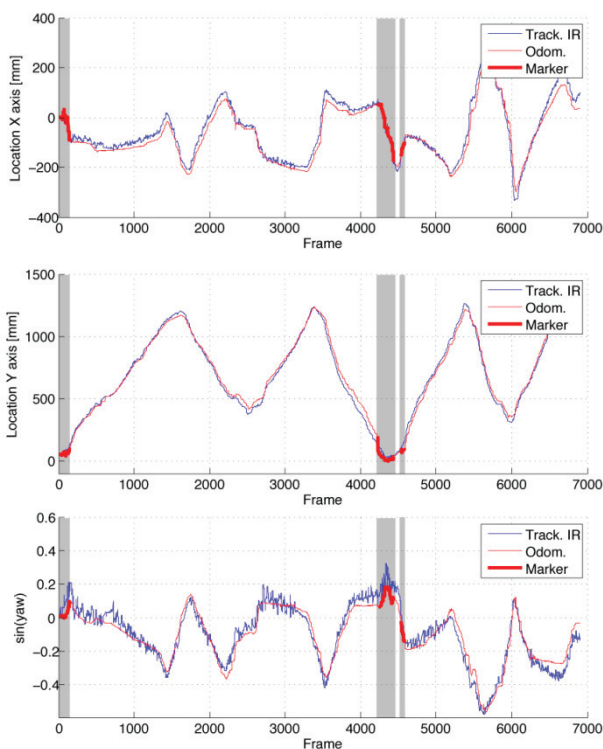 400
200
0
−200
−400
Location X axis [mm]
Track. IR
Odom.
Marker
0 1000 2000 3000 4000 5000 6000 7000
Frame
1500
1000
500
0
Location Y axis [mm]
Track. IR
Odom.
Marker
0 1000 2000 3000 4000 5000 6000 7000
Frame
0.6
0.4
0.2
0
−0.2
−0.4
sin(yaw)
Track. IR
Odom.
Marker
0 1000 2000 3000 4000 5000 6000 7000
Frame